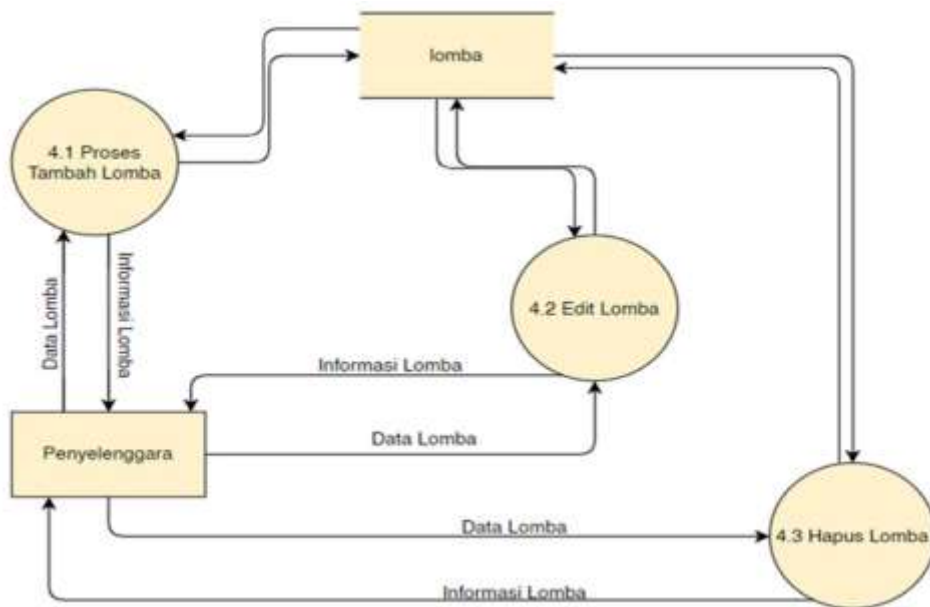 lomba
4.1 Proses
Tambah Lomba
Data Lomba
Informasi Lomba
4.2 Edit Lomba
Informasi Lomba
Data Lomba
Penyelenggara
Data Lomba
4.3 Hapus Lomba
Informasi Lomba